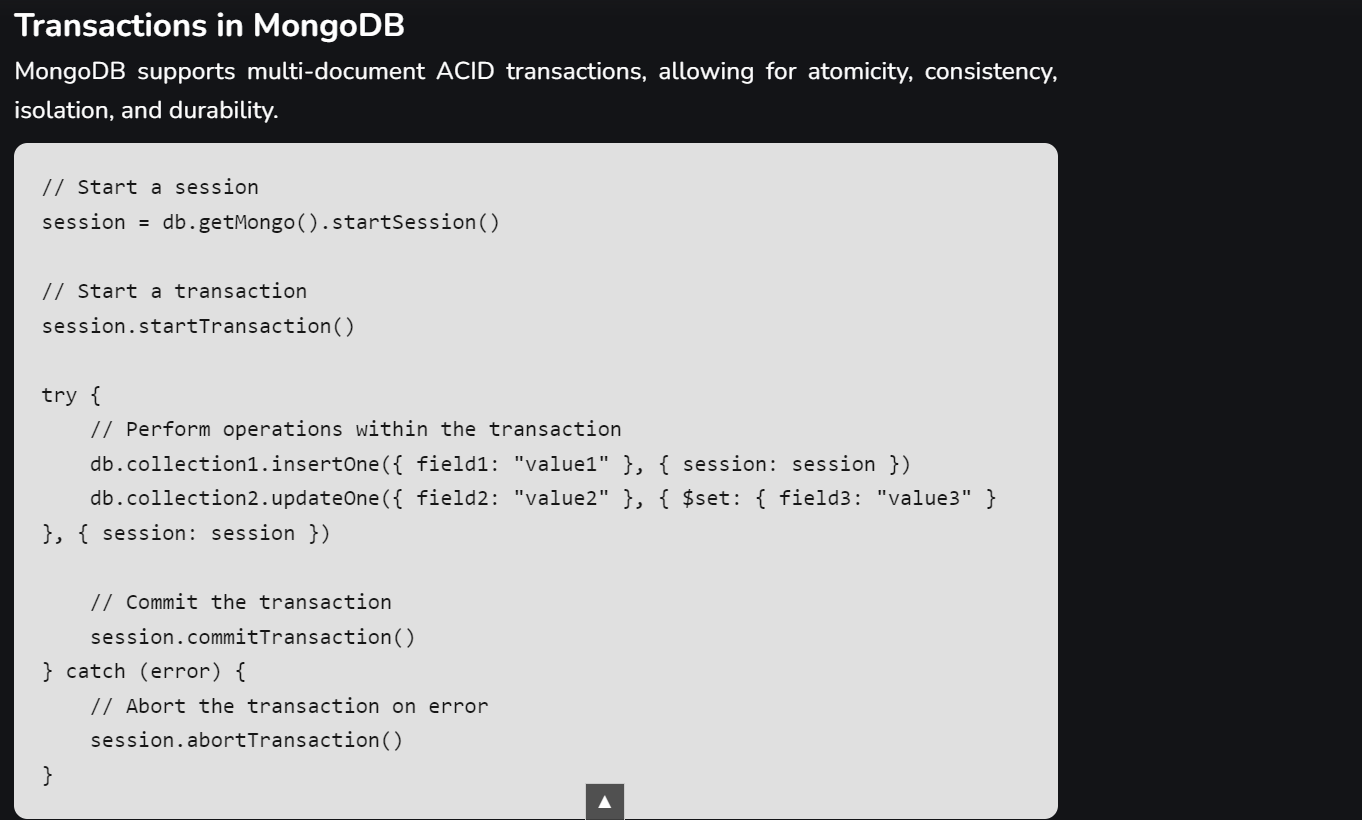 Transactions in MongoDB
MongoDB supports multi-document ACID transactions, allowing for atomicity, consistency,
isolation, and durability.
// Start a session
session = db.getMongo().startSession()
// Start a transaction
session.startTransaction()
try {
    // Perform operations within the transaction
    db.collection1.insertOne({ field1: "value1" }, { session: session })
    db.collection2.updateOne({ field2: "value2" }, { $set: { field3: "value3" }
}, { session: session })
    // Commit the transaction
    session.commitTransaction()
} catch (error) {
    // Abort the transaction on error
    session.abortTransaction()
}